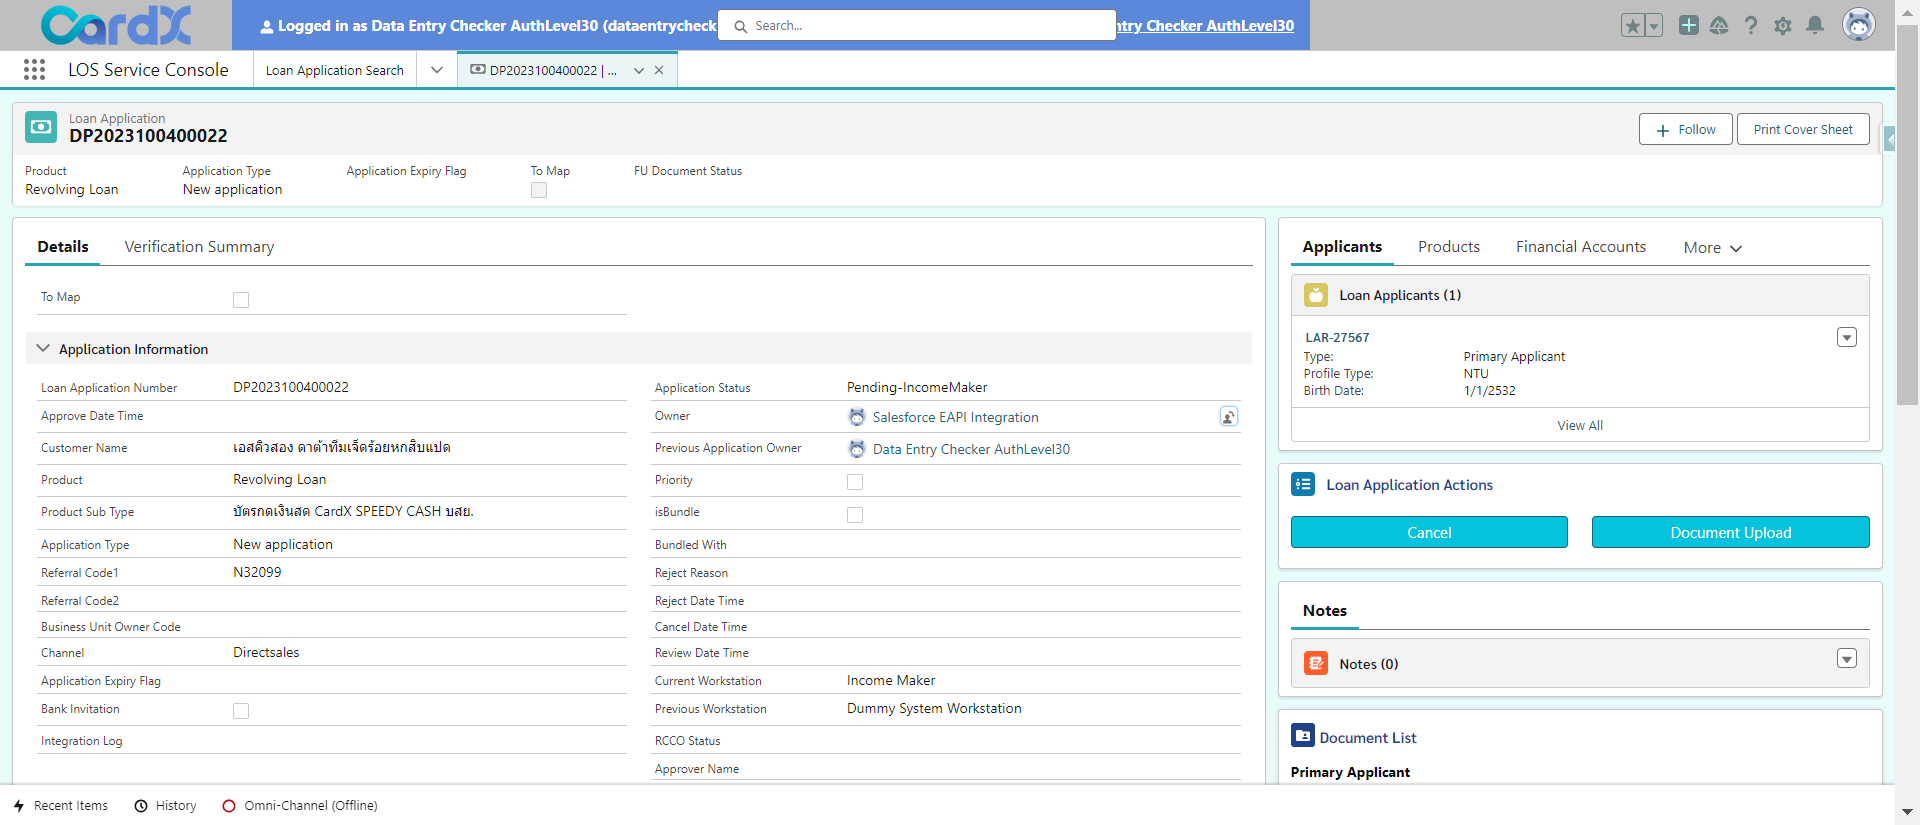 CardX
Logged in as Data Entry Checker AuthLevel30 (dataentrycheck
Search...
ntry Checker AuthLevel30
LOS Service Console
Loan Application Search
DP2023100400022 | ...
Loan Application
DP2023100400022
Follow
Print Cover Sheet
Product
Application Type
Application Expiry Flag
To Map
FU Document Status
Revolving Loan
New application
Details
Verification Summary
To Map
Application Information
Loan Application Number
DP2023100400022
Approve Date Time
Customer Name
เอสคิวสอง ดาต้าทีมเจ็ดร้อยหกสิบแปด
Product
Revolving Loan
Product Sub Type
บัตรกดเงินสด CardX SPEEDY CASH บสย.
Application Type
New application
Referral Code1
N32099
Referral Code2
Business Unit Owner Code
Channel
Directsales
Application Expiry Flag
Bank Invitation
Integration Log
Application Status
Pending-IncomeMaker
Owner
Salesforce EAPI Integration
Previous Application Owner
Data Entry Checker AuthLevel30
Priority
isBundle
Bundled With
Reject Reason
Reject Date Time
Cancel Date Time
Review Date Time
Current Workstation
Income Maker
Previous Workstation
Dummy System Workstation
RCCO Status
Approver Name
Applicants
Products
Financial Accounts
More
Loan Applicants (1)
LAR-27567
Type:
Primary Applicant
Profile Type:
NTU
Birth Date:
1/1/2532
View All
Loan Application Actions
Cancel
Document Upload
Notes
Notes (0)
Document List
Primary Applicant
Recent Items
History
Omni-Channel (Offline)